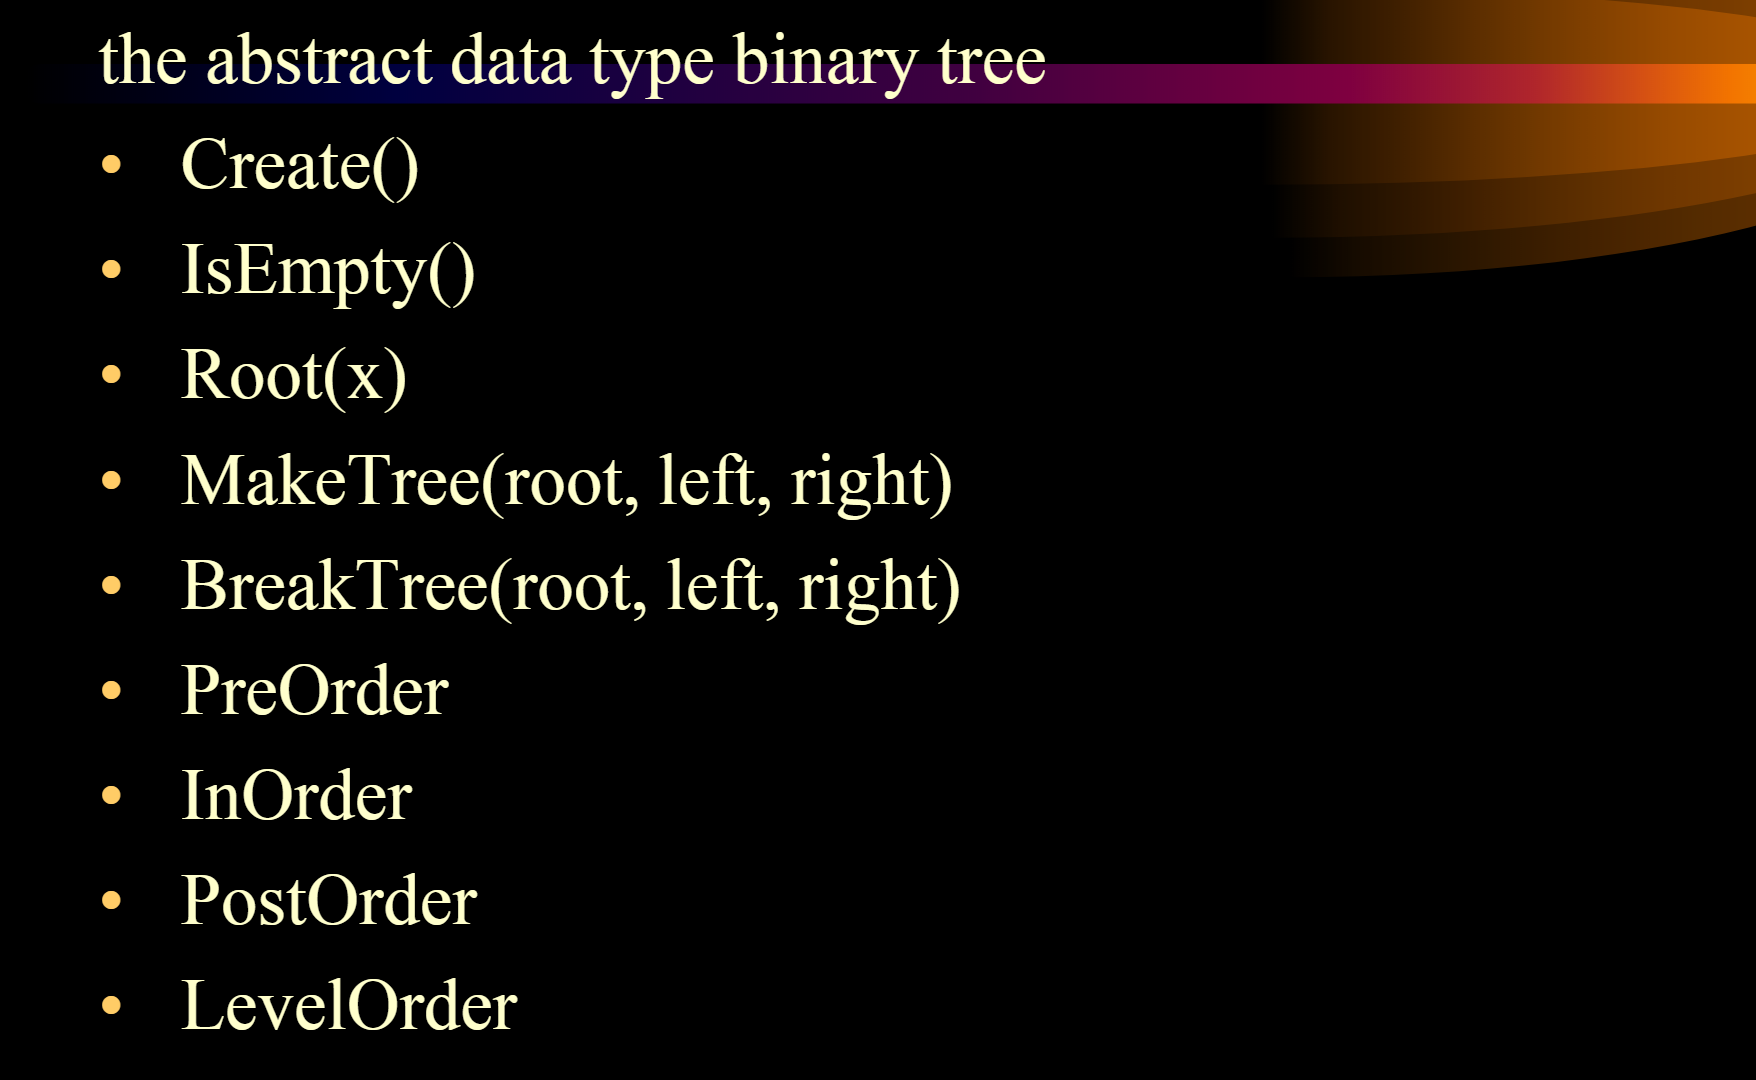 the abstract data type binary tree
• Create()
• IsEmpty()
• Root(x)
• MakeTree(root, left, right)
• BreakTree(root, left, right)
• PreOrder
• InOrder
• PostOrder
• LevelOrder